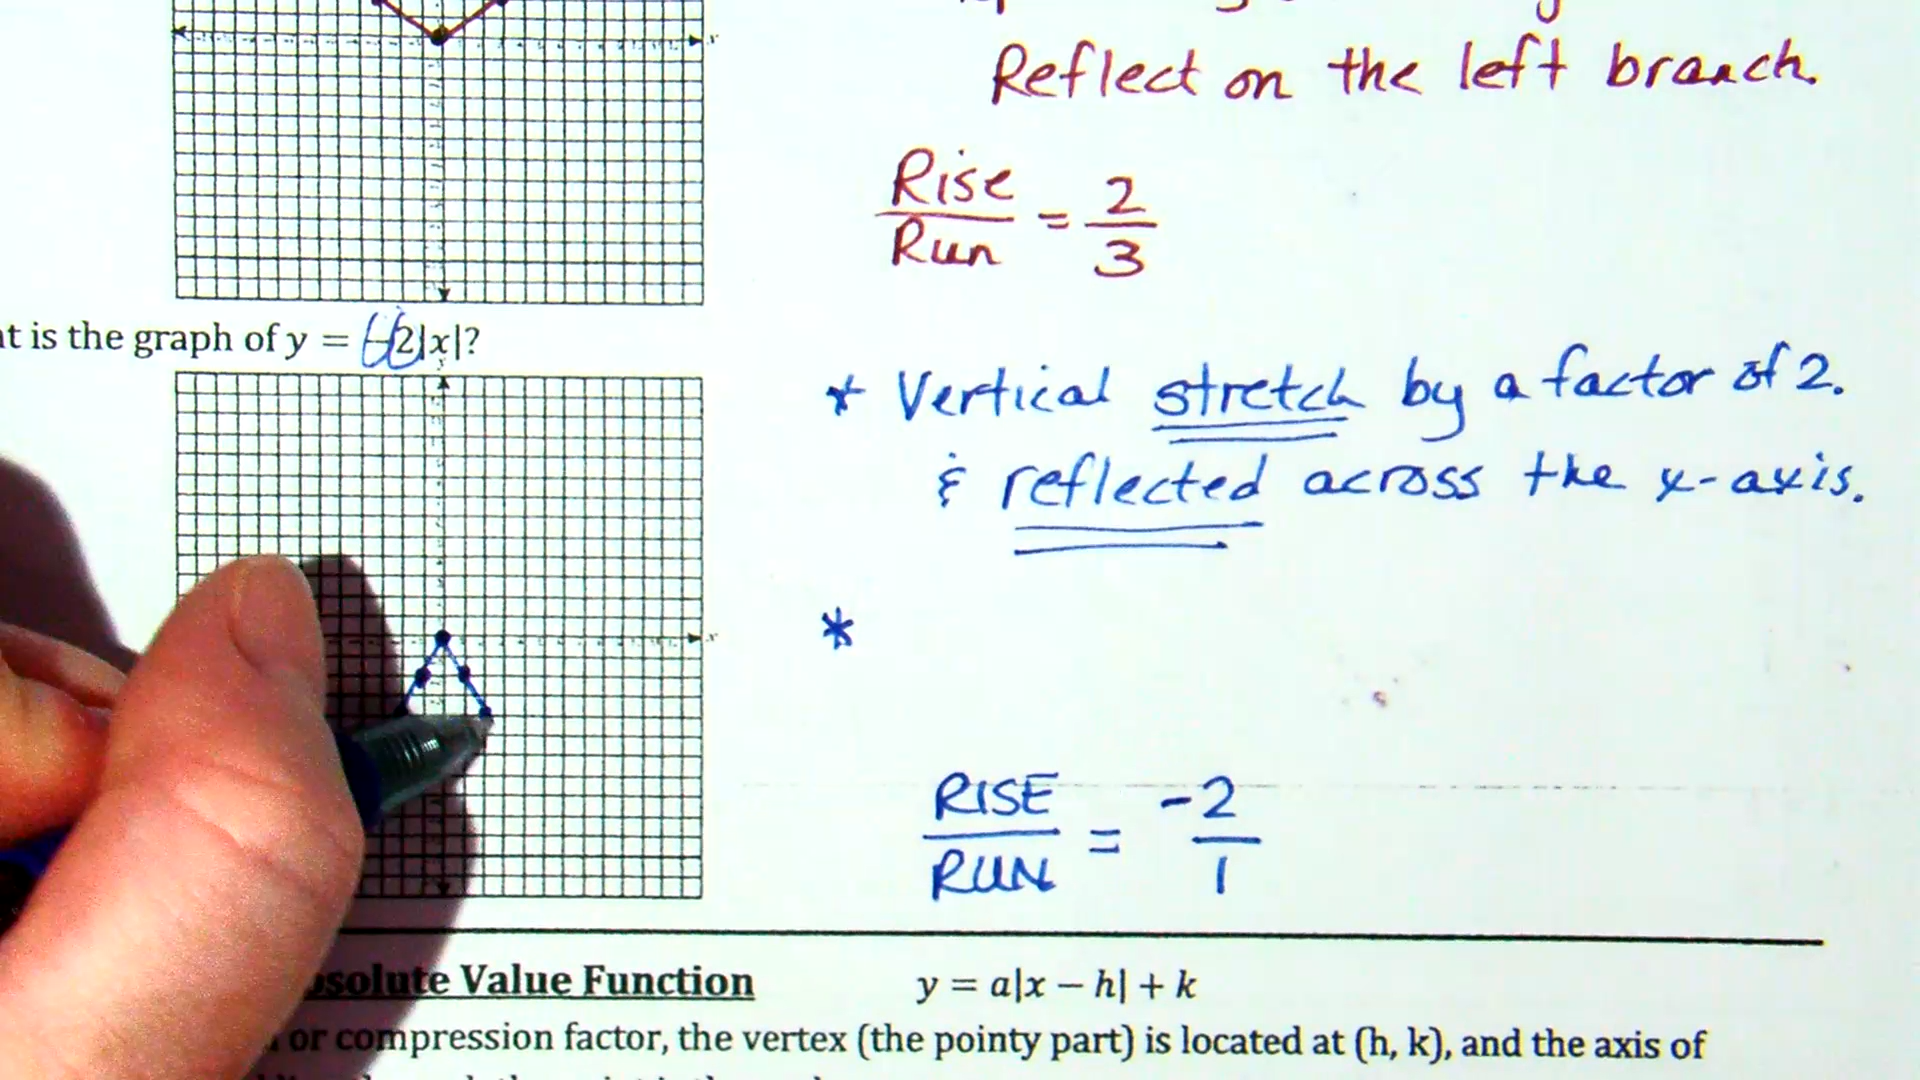 Reflect on the left branch.
Rise
Run
= 2
3
is the graph of y = -2|x|?
* Vertical stretch by a factor of 2.
& reflected across the x-axis.
*
RISE
RUN
= -2
1
Value Function y = a|x − h| + k
or compression factor, the vertex (the pointy part) is located at (h, k), and the axis of